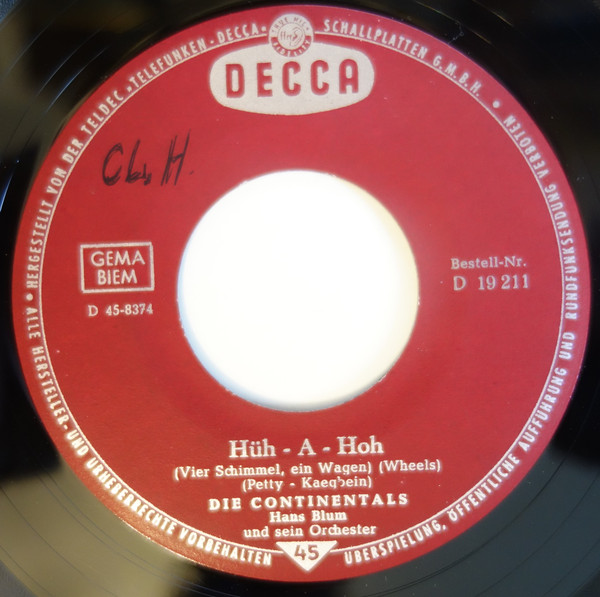 HERGESTELLT VON DER TELDEC „TELEFUNKEN - DECCA“ SCHALLPLATTEN G.M.B.H. •
DECCA
GEMA
BIEM
D 45-8374
Bestell-Nr.
D 19 211
Hüh - A - Hoh
(Vier Schimmel, ein Wagen) (Wheels)
(Petty - Kaegbein)
DIE CONTINENTALS
Hans Blum
und sein Orchester
45
ALLE HERSTELLER- UND URHEBERRECHTE VORBEHALTEN
ÜBERSPIELUNG, ÖFFENTLICHE AUFFÜHRUNG UND RUNDFUNKSENDUNG VERBOTEN